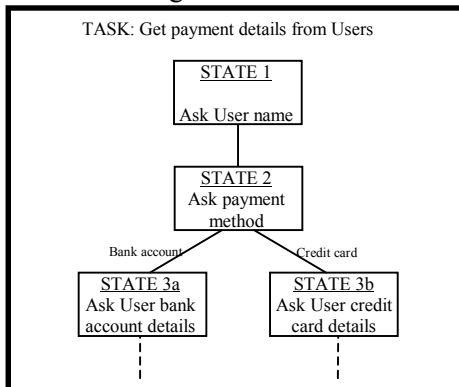 TASK: Get payment details from Users
STATE 1
Ask User name
STATE 2
Ask payment
method
Bank account
Credit card
STATE 3a
Ask User bank
account details
STATE 3b
Ask User credit
card details